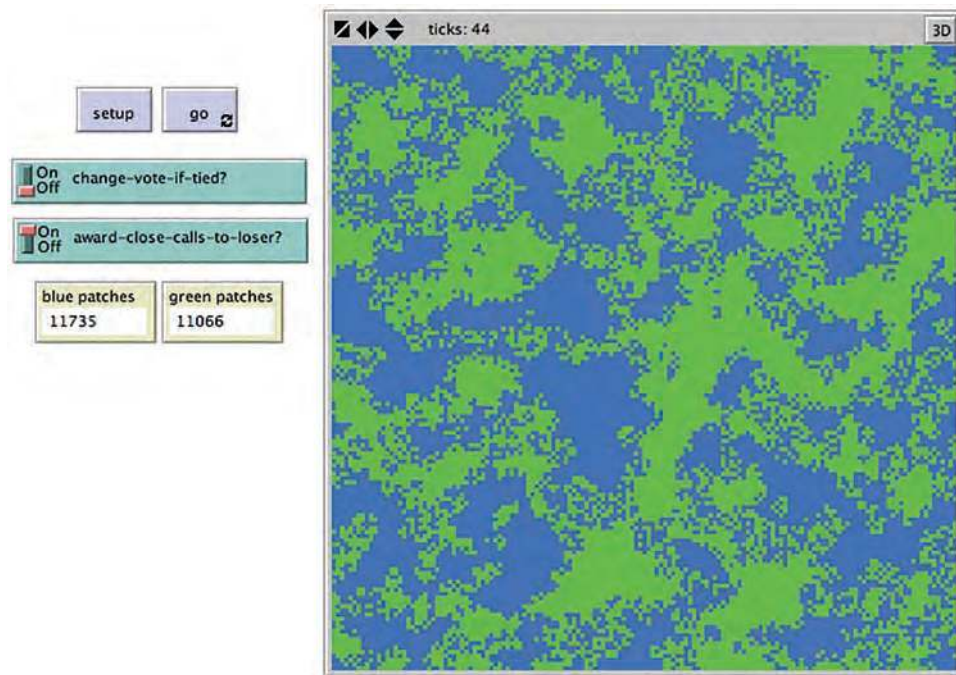 ticks: 44
3D
setup
go
On
Off
change-vote-if-tied?
On
Off
award-close-calls-to-loser?
blue patches
11735
green patches
11066